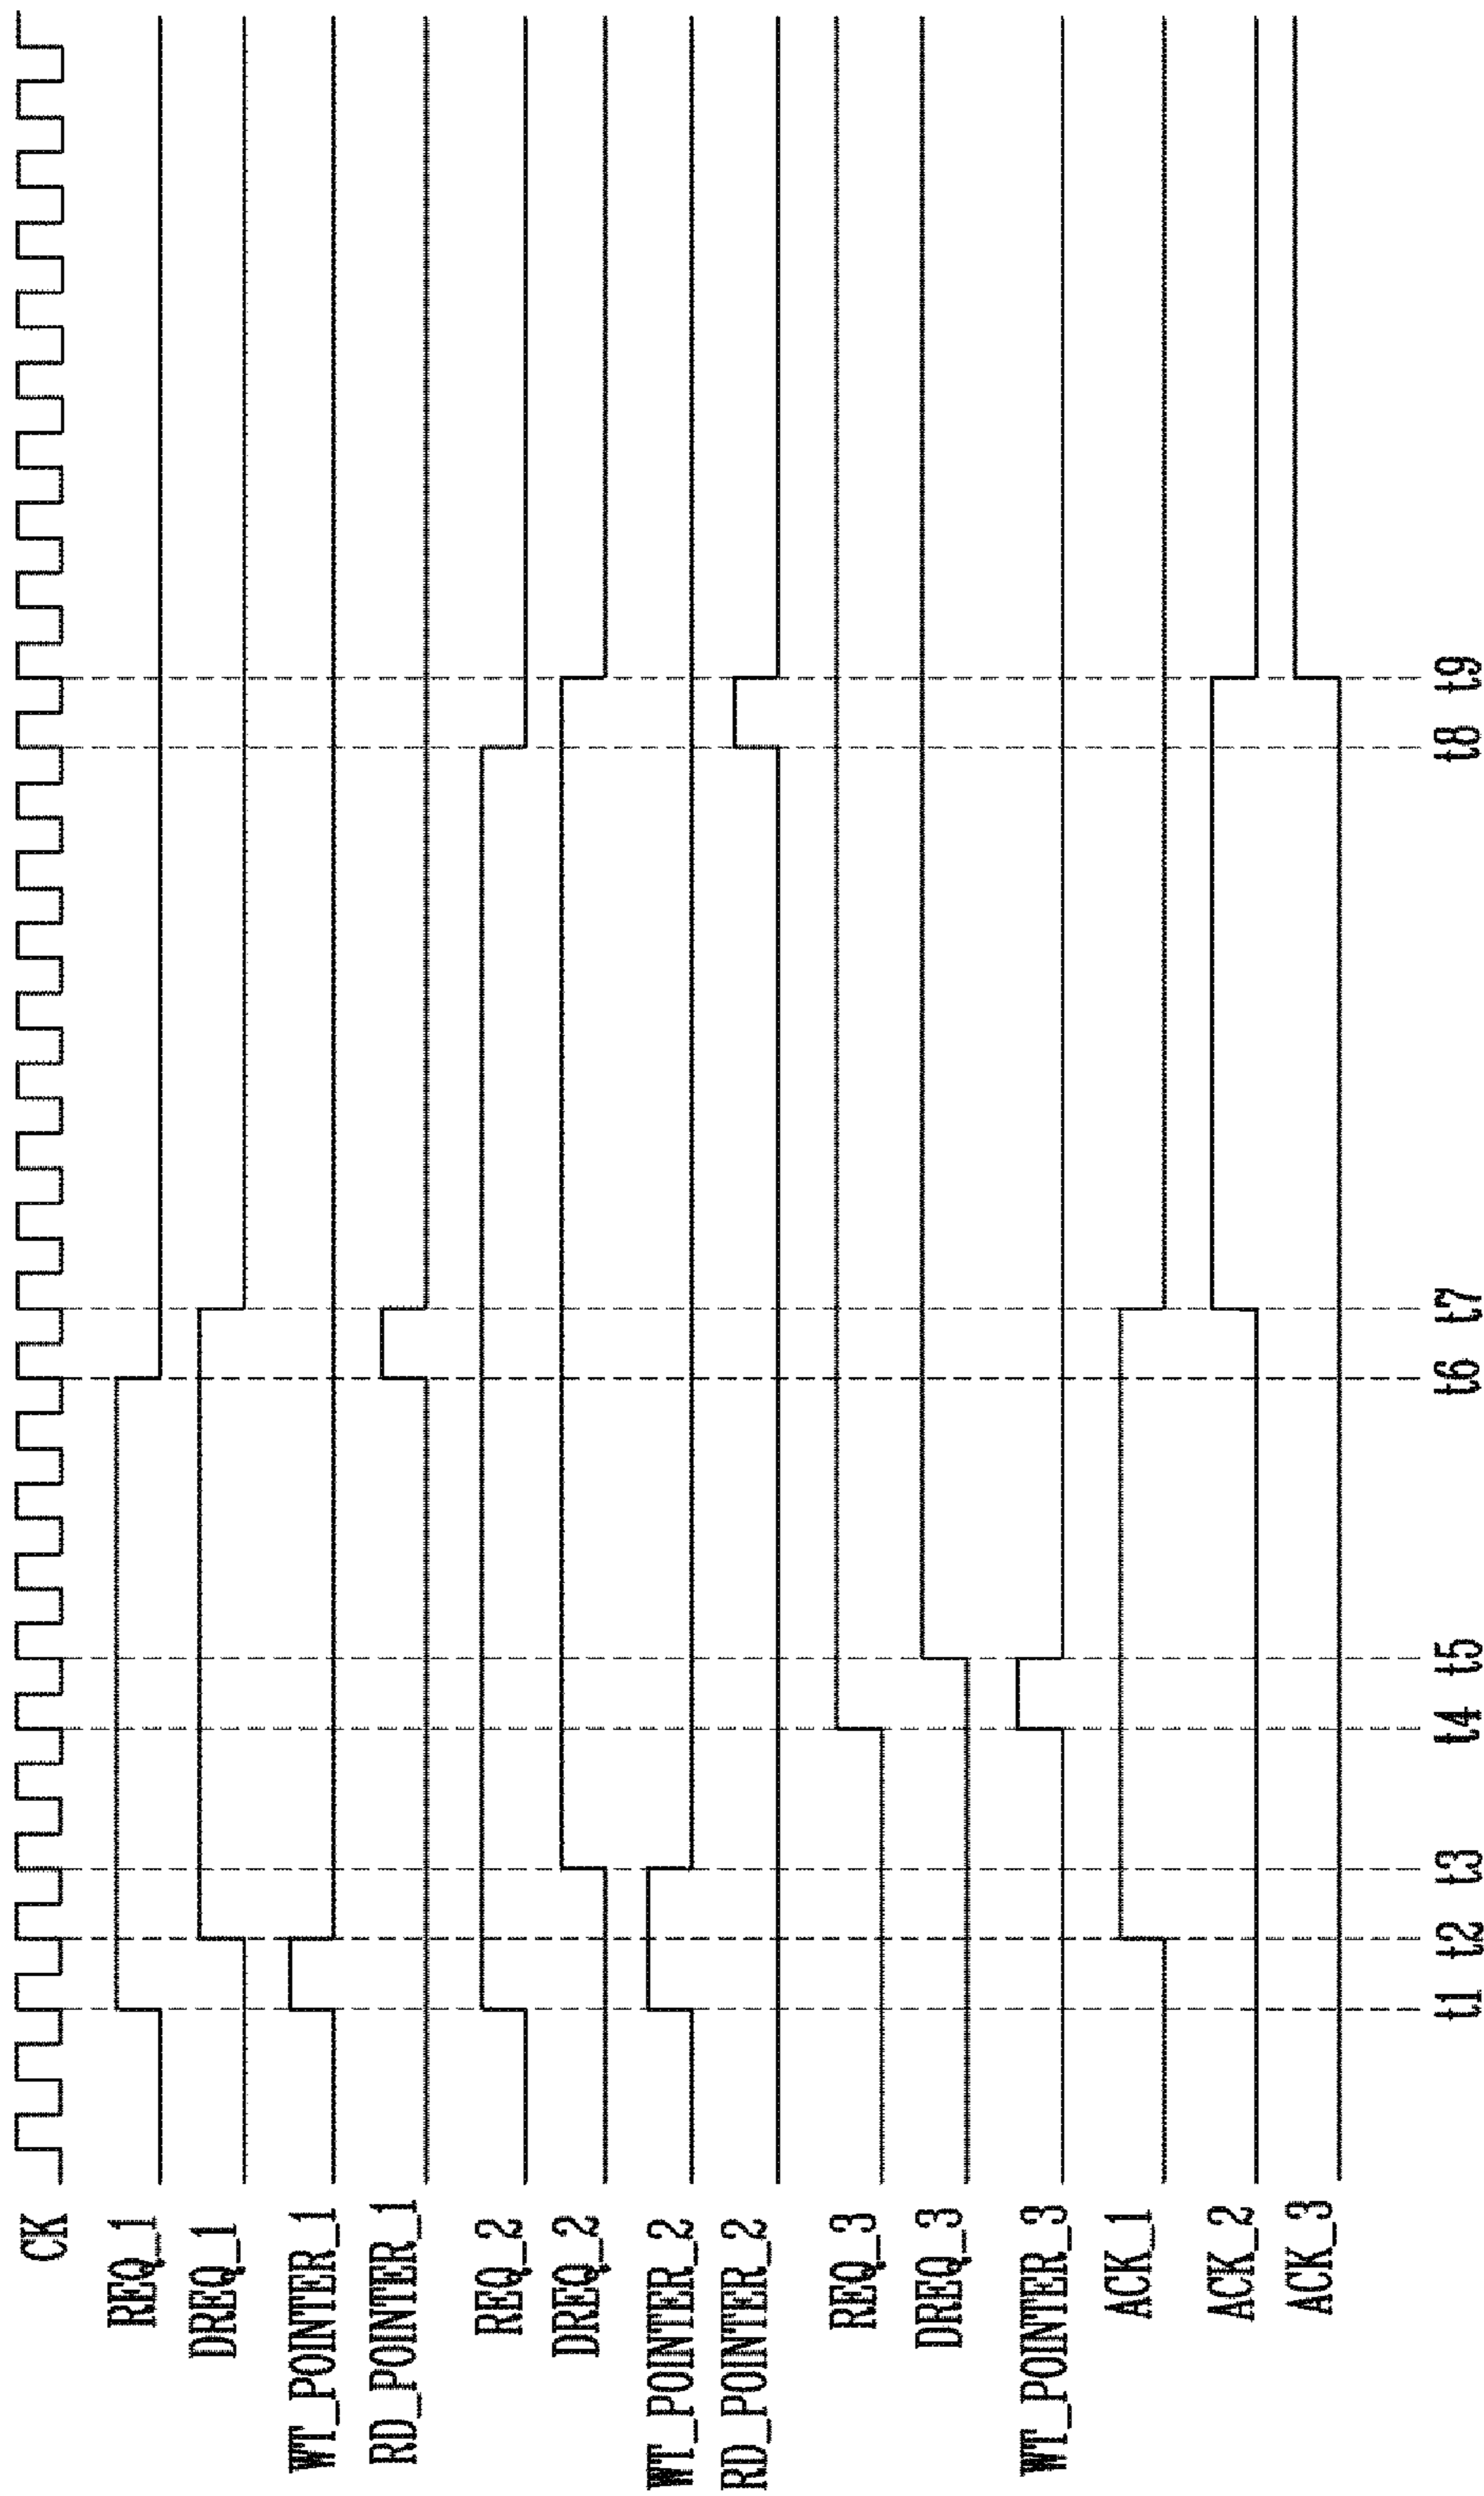 CK
REQ_1
DREQ_1
WT_POINTER_1
RD_POINTER_1
REQ_2
DREQ_2
WT_POINTER_2
RD_POINTER_2
REQ_3
DREQ_3
WT_POINTER_3
ACK_1
ACK_2
ACK_3
t1 t2 t3 t4 t5 t6 t7 t8 t9